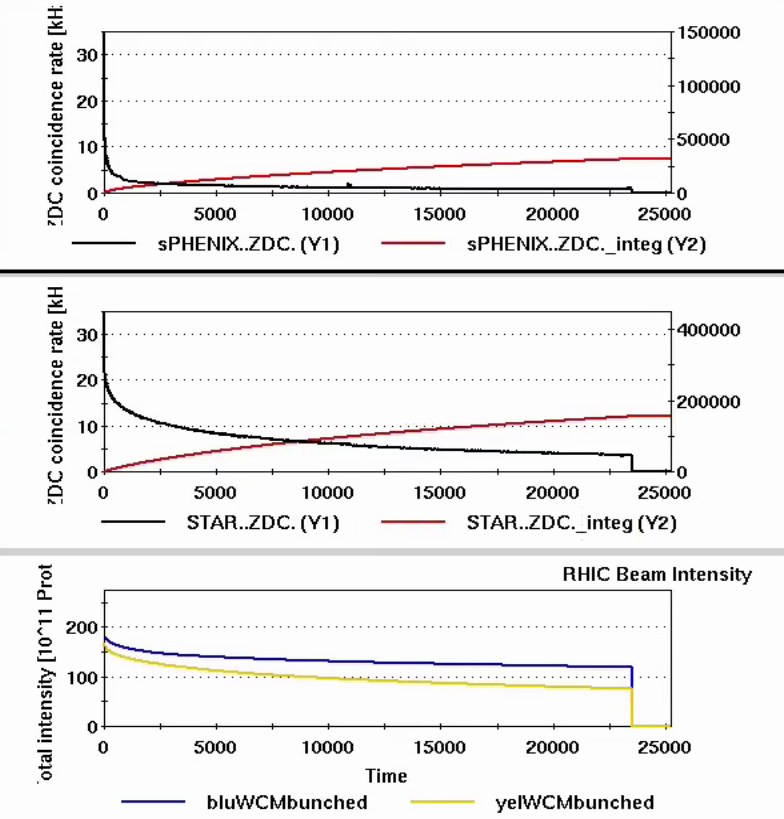 ZDC coincidence rate [kHz
30
20
10
0
150000
100000
50000
0
0 5000 10000 15000 20000 25000
sPHENIX..ZDC. (Y1) sPHENIX..ZDC._integ (Y2)
ZDC coincidence rate [kH
30
20
10
0
400000
200000
0
0 5000 10000 15000 20000 25000
STAR..ZDC. (Y1) STAR..ZDC._integ (Y2)
RHIC Beam Intensity
otal intensity [10^11 Prot
200
100
0
0 5000 10000 15000 20000 25000
Time
bluWCMbunched yelWCMbunched